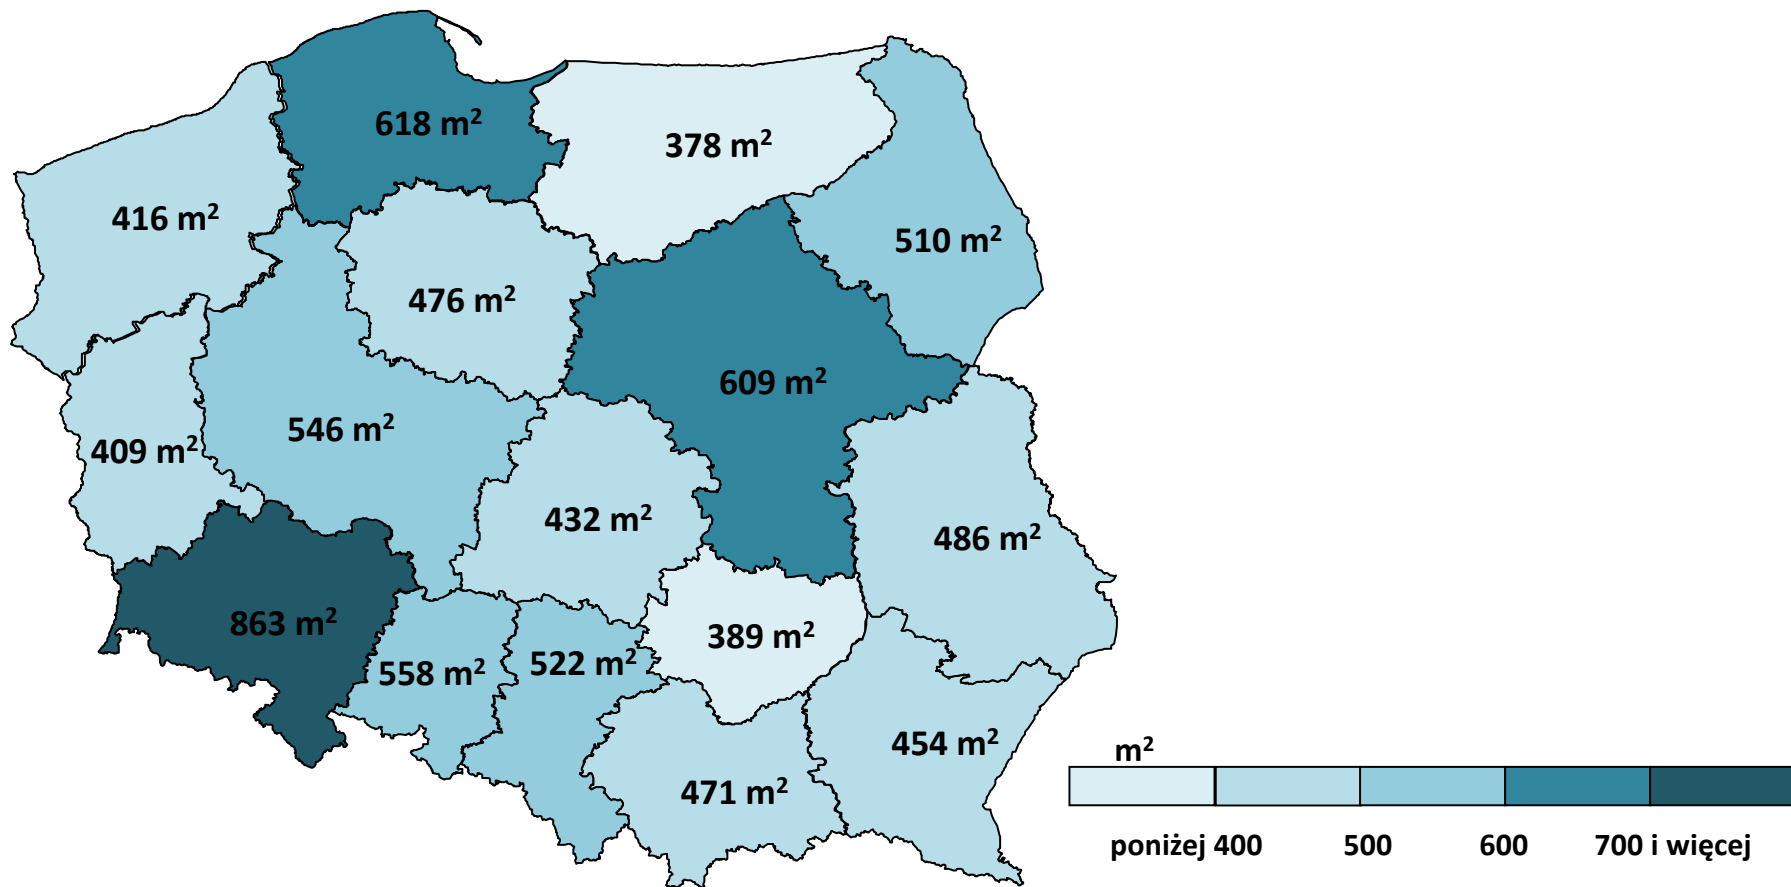 618 m²
378 m²
416 m²
510 m²
476 m²
609 m²
546 m²
409 m²
432 m²
486 m²
863 m²
389 m²
522 m²
558 m²
454 m²
471 m²
m²
poniżej 400 500 600 700 i więcej